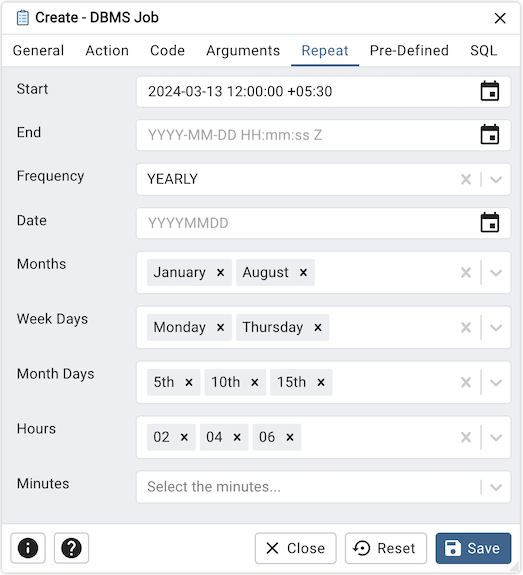 Create - DBMS Job
General Action Code Arguments Repeat Pre-Defined SQL
Start 2024-03-13 12:00:00 +05:30
End YYYY-MM-DD HH:mm:ss Z
Frequency YEARLY
Date YYYYMMDD
Months January August
Week Days Monday Thursday
Month Days 5th 10th 15th
Hours 02 04 06
Minutes Select the minutes...
Close Reset Save